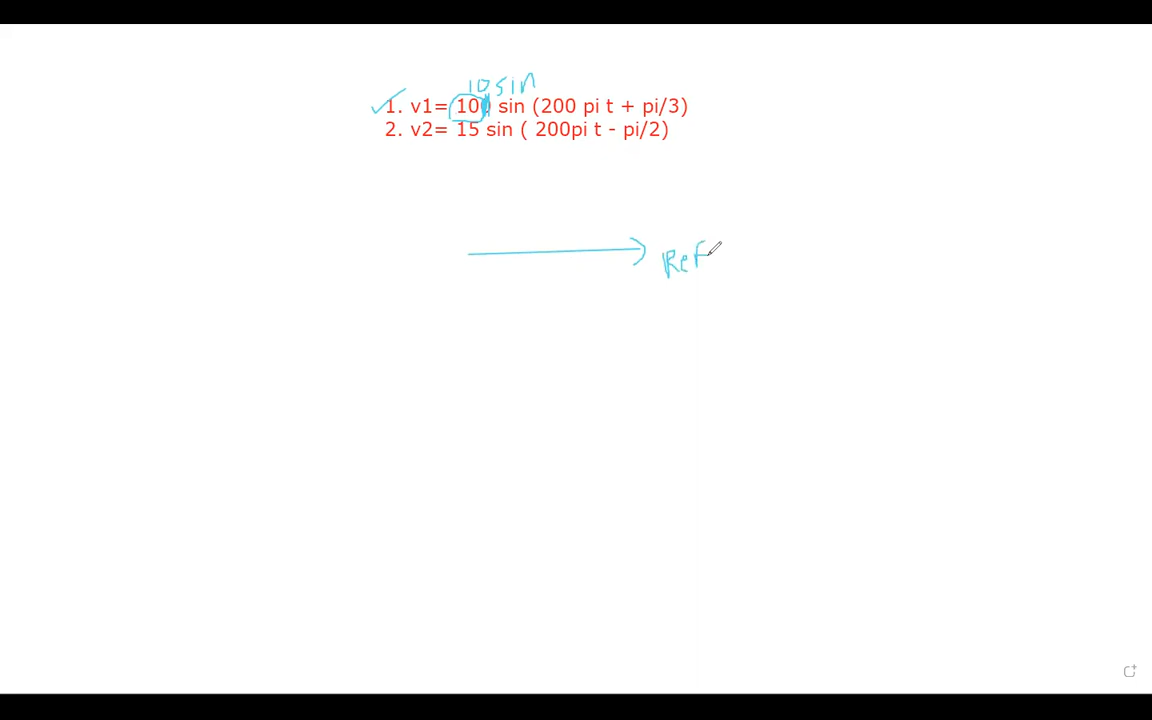 10 sin
1. v1= 100 sin (200 pi t + pi/3)
2. v2= 15 sin ( 200pi t - pi/2)
Ref